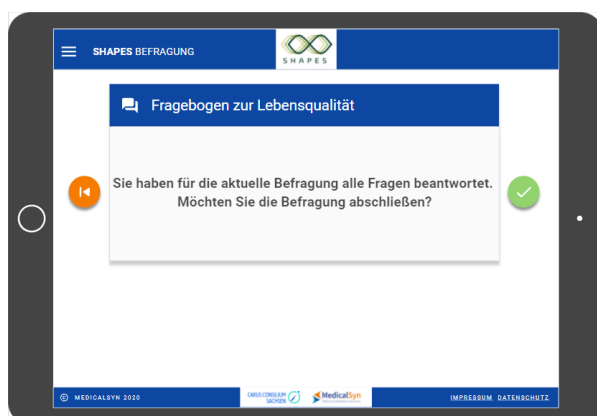 SHAPES BEFRAGUNG
SHAPES
Fragebogen zur Lebensqualität
Sie haben für die aktuelle Befragung alle Fragen beantwortet.
Möchten Sie die Befragung abschließen?
© MEDICALSYN 2020
CARUS CONSILIUM
SACHSEN
MedicalSyn
IMPRESSUM DATENSCHUTZ